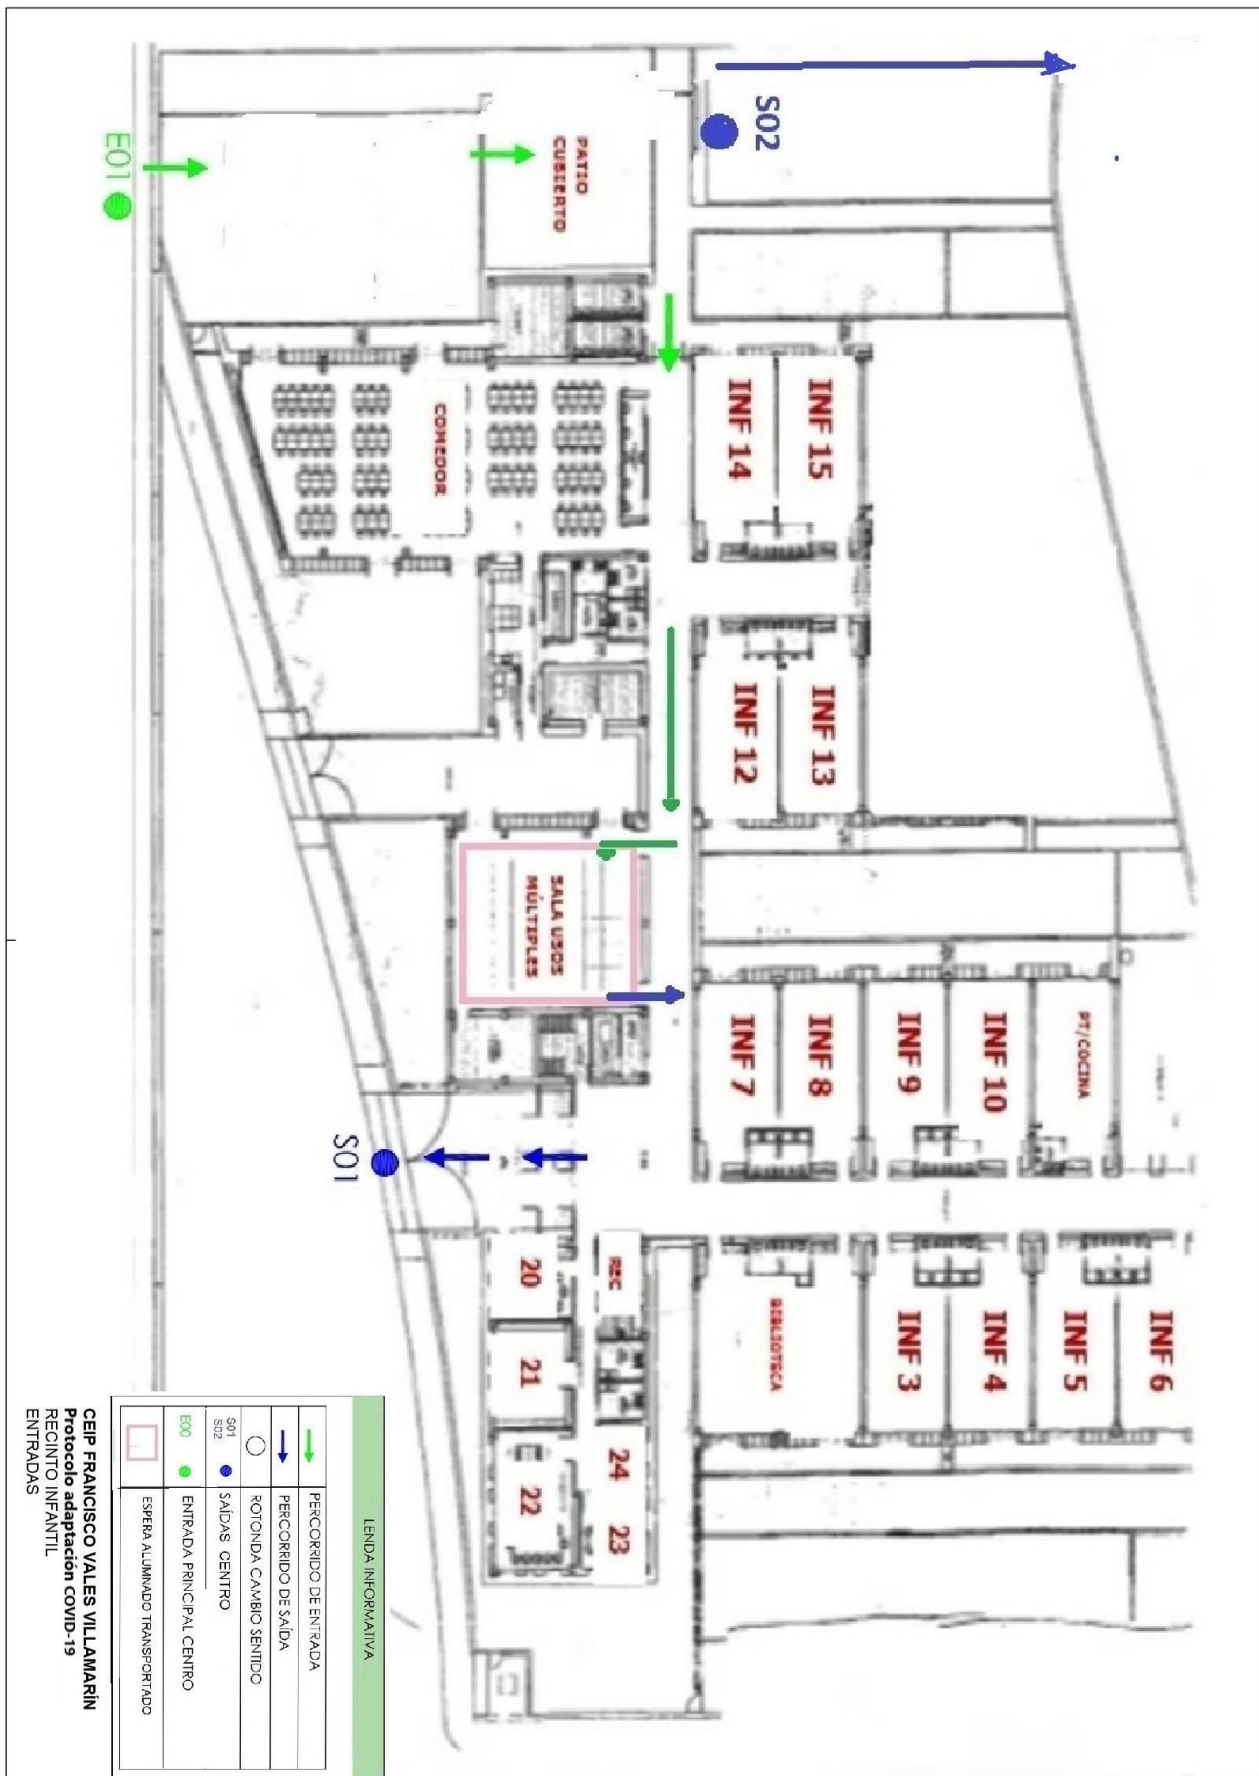 S02
E01
PATIO
CUBIERTO
INF 15
INF 14
COMEDOR
INF 13
INF 12
SALA USOS
MÚLTIPLES
INF 7
INF 8
INF 9
INF 10
PT/COCINA
S01
20
REC
21
22
24
23
BIBLIOTECA
INF 3
INF 4
INF 5
INF 6
LENDA INFORMATIVA
PERCORRIDO DE ENTRADA
PERCORRIDO DE SAÍDA
ROTONDA CAMBIO SENTIDO
S01
S02
SAÍDAS CENTRO
E00
ENTRADA PRINCIPAL CENTRO
ESPERA ALUMNADO TRANSPORTADO
CEIP FRANCISCO VALES VILLAMARÍN
Protocolo adaptación COVID-19
RECINTO INFANTIL
ENTRADAS